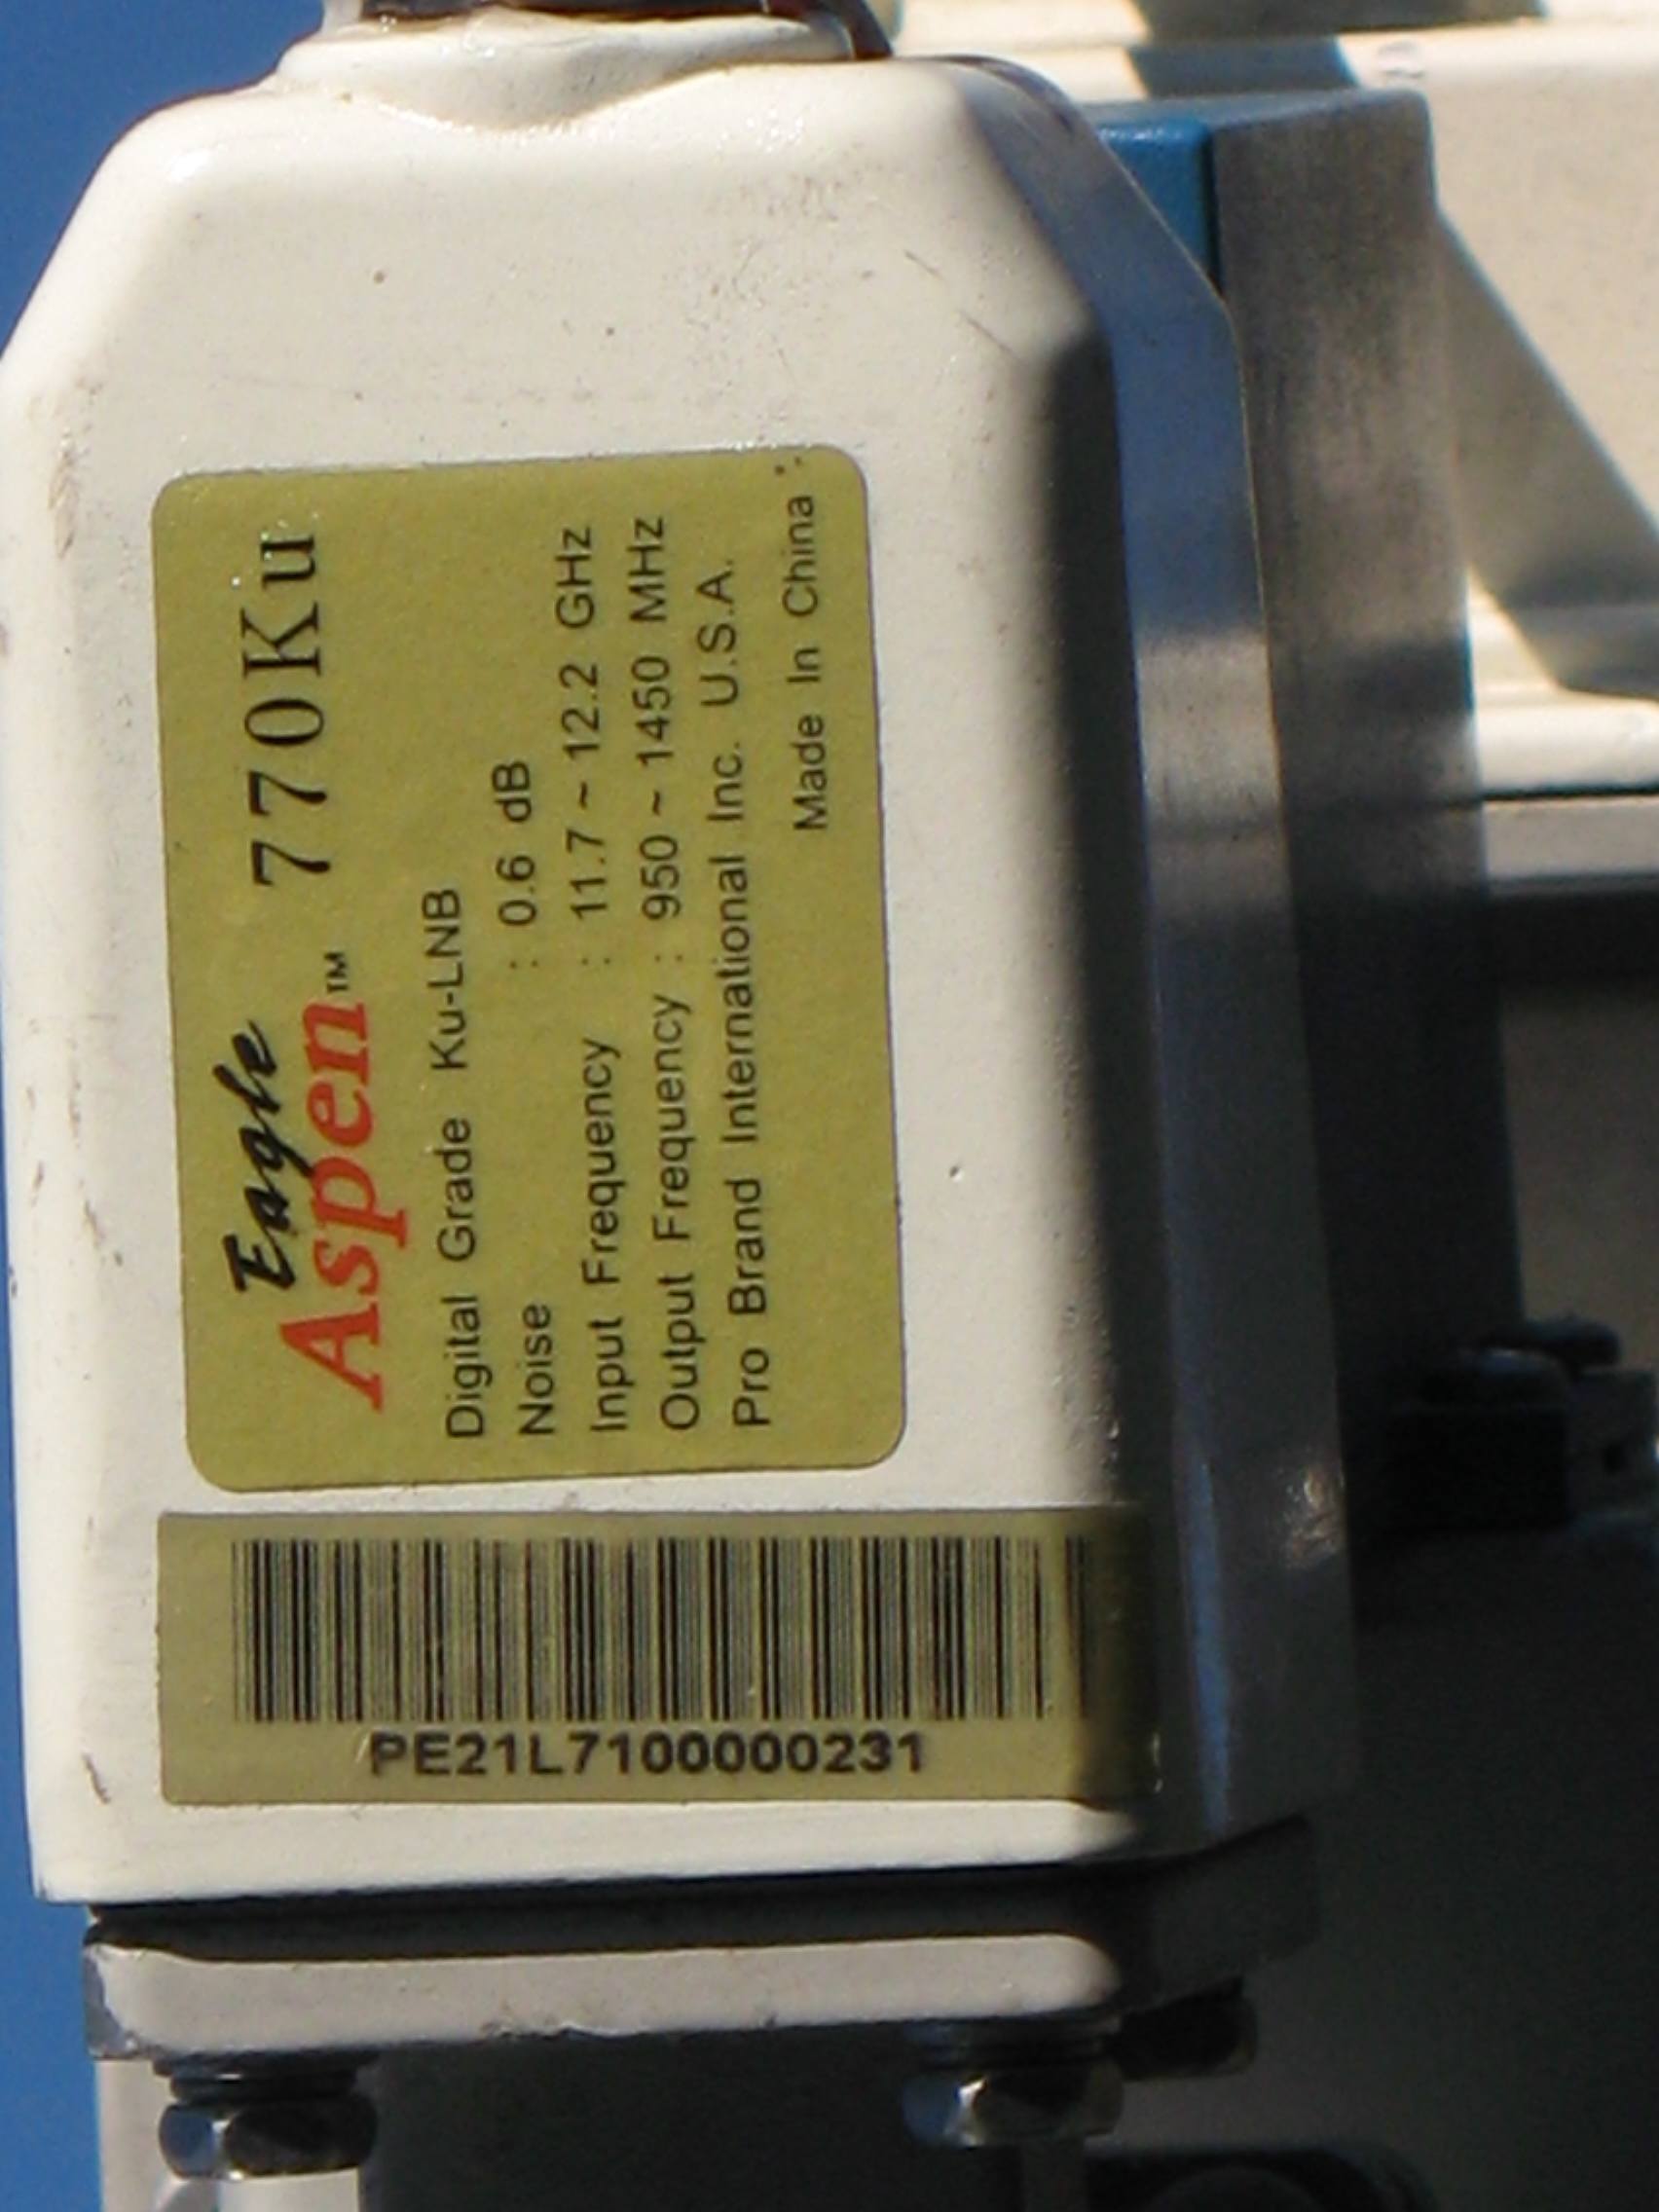 Eagle
Aspen™ 770Ku
Digital Grade Ku-LNB
Noise : 0.6 dB
Input Frequency : 11.7 ~ 12.2 GHz
Output Frequency : 950 ~ 1450 MHz
Pro Brand International Inc. U.S.A.
Made In China
PE21L7100000231